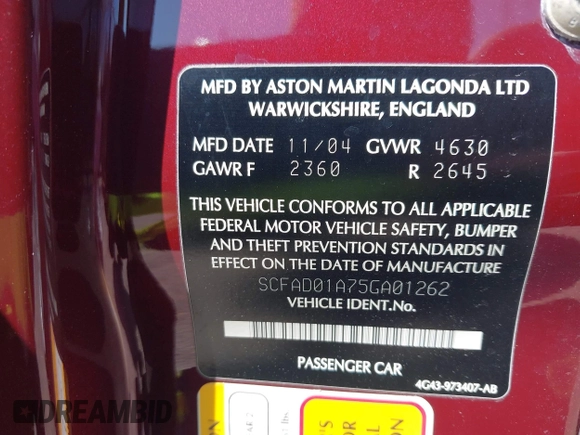 MFD BY ASTON MARTIN LAGONDA LTD
WARWICKSHIRE, ENGLAND
MFD DATE 11/04 GVWR 4630
GAWR F 2360 R 2645
THIS VEHICLE CONFORMS TO ALL APPLICABLE
FEDERAL MOTOR VEHICLE SAFETY, BUMPER
AND THEFT PREVENTION STANDARDS IN
EFFECT ON THE DATE OF MANUFACTURE
SCFAD01A75GA01262
VEHICLE IDENT.No.
PASSENGER CAR
4G43-973407-AB
DREAMBID